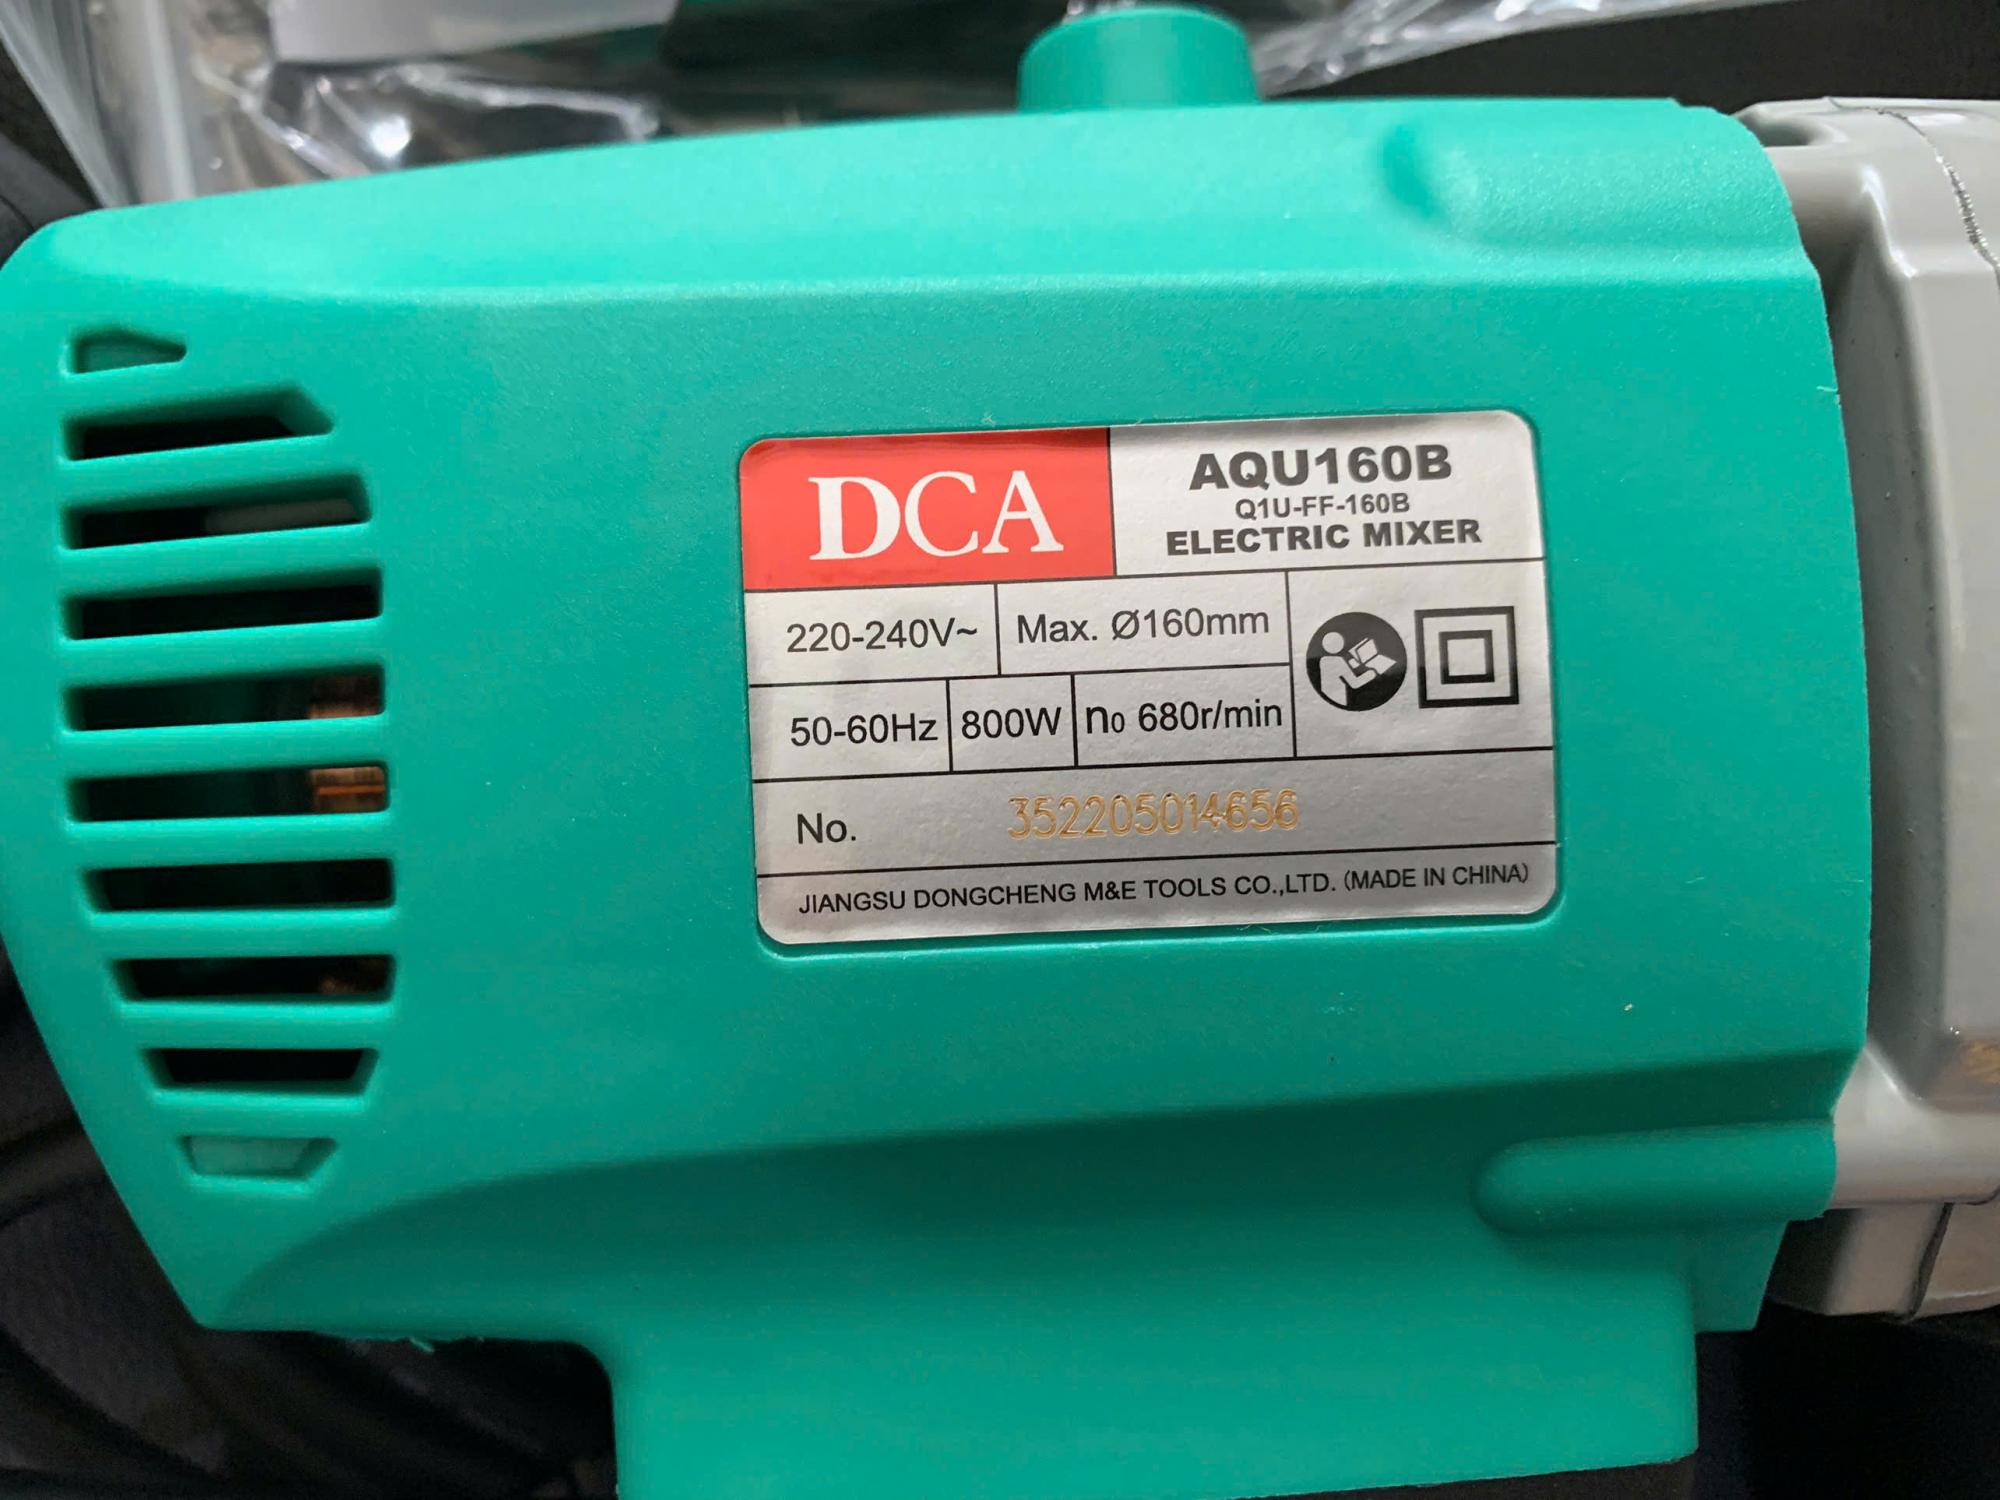 DCA
AQU160B
Q1U-FF-160B
ELECTRIC MIXER
220-240V~
Max. Ø160mm
50-60Hz
800W
n₀ 680r/min
No. 352205014656
JIANGSU DONGCHENG M&E TOOLS CO.,LTD. (MADE IN CHINA)